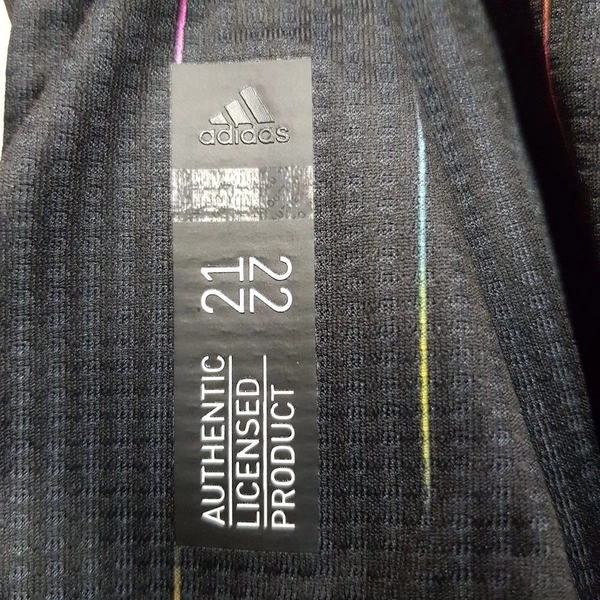 adidas
21
22
AUTHENTIC
LICENSED
PRODUCT